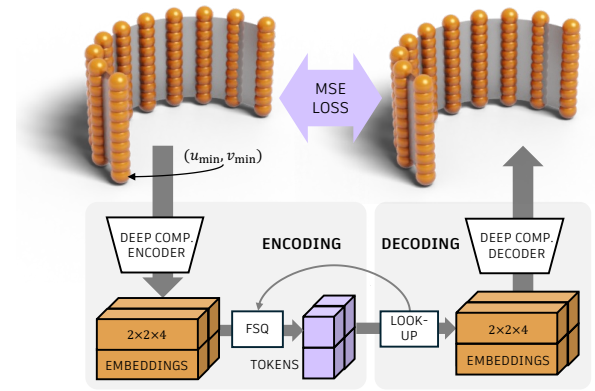 MSE
LOSS
(u_min, v_min)
DEEP COMP.
ENCODER
ENCODING
DECODING
DEEP COMP.
DECODER
2×2×4
EMBEDDINGS
FSQ
TOKENS
LOOK-
UP
2×2×4
EMBEDDINGS